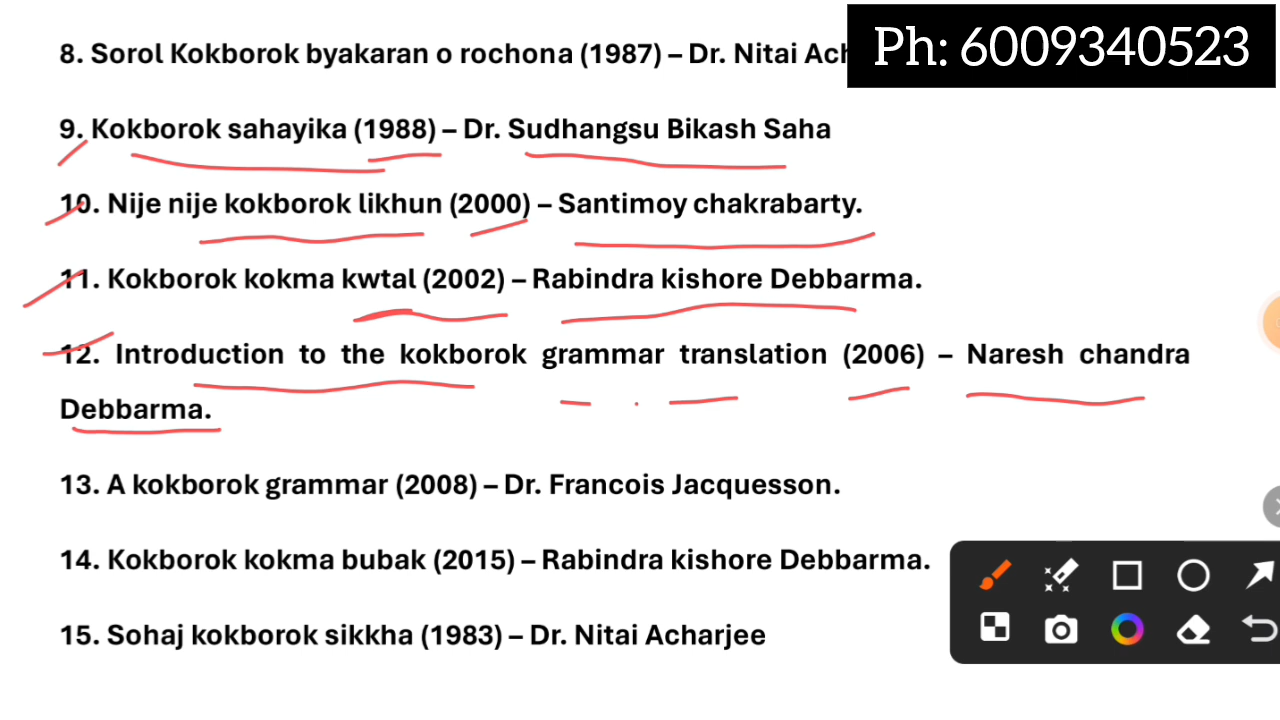 8. Sorol Kokborok byakaran o rochona (1987) – Dr. Nitai
Ph: 6009340523
9. Kokborok sahayika (1988) – Dr. Sudhangsu Bikash Saha
10. Nije nije kokborok likhun (2000) – Santimoy chakrabarty.
11. Kokborok kokma kwtal (2002) – Rabindra kishore Debbarma.
12. Introduction to the kokborok grammar translation (2006) – Naresh chandra
Debbarma.
13. A kokborok grammar (2008) – Dr. Francois Jacquesson.
14. Kokborok kokma bubak (2015) – Rabindra kishore Debbarma.
15. Sohaj kokborok sikkha (1983) – Dr. Nitai Acharjee